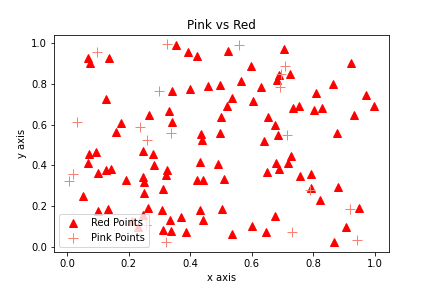 Pink vs Red
1.0
0.8
0.6
0.4
0.2
0.0
y axis
Red Points
Pink Points
0.0 0.2 0.4 0.6 0.8 1.0
x axis